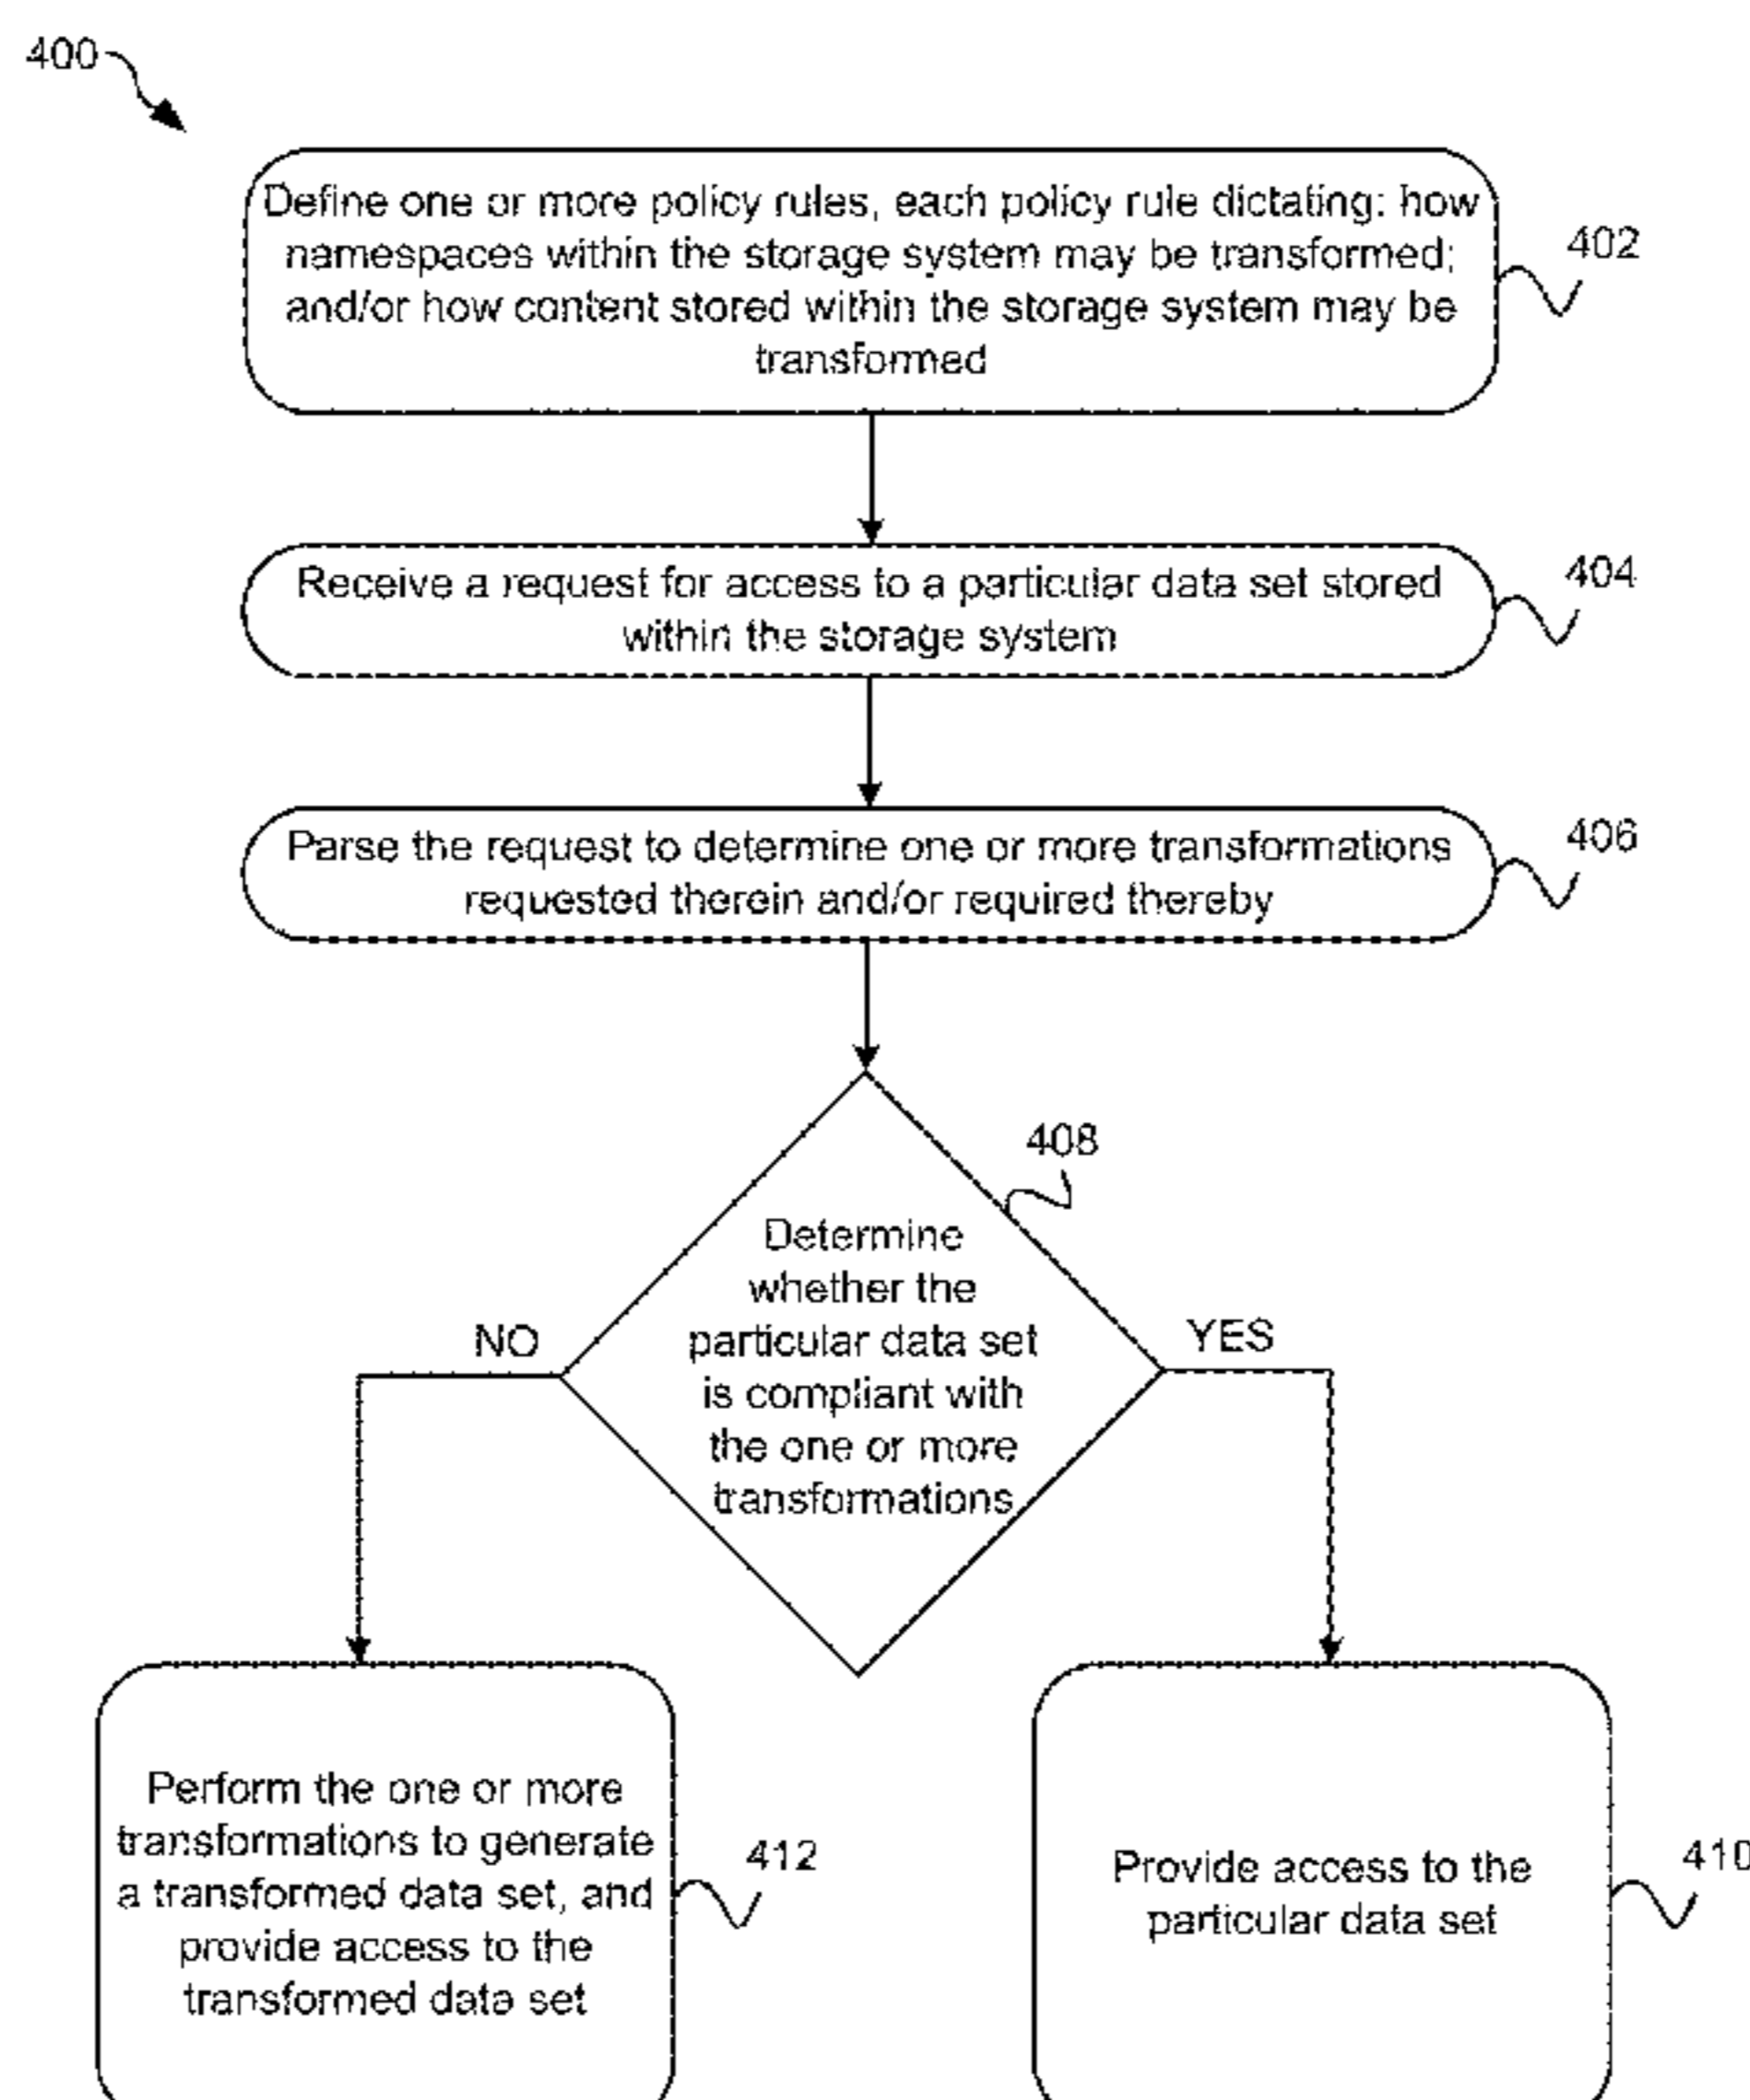 400
Define one or more policy rules, each policy rule dictating: how
namespaces within the storage system may be transformed;
and/or how content stored within the storage system may be
transformed
402
Receive a request for access to a particular data set stored
within the storage system
404
Parse the request to determine one or more transformations
requested therein and/or required thereby
406
408
Determine
whether the
particular data set
is compliant with
the one or more
transformations
NO
YES
Perform the one or more
transformations to generate
a transformed data set, and
provide access to the
transformed data set
412
Provide access to the
particular data set
410